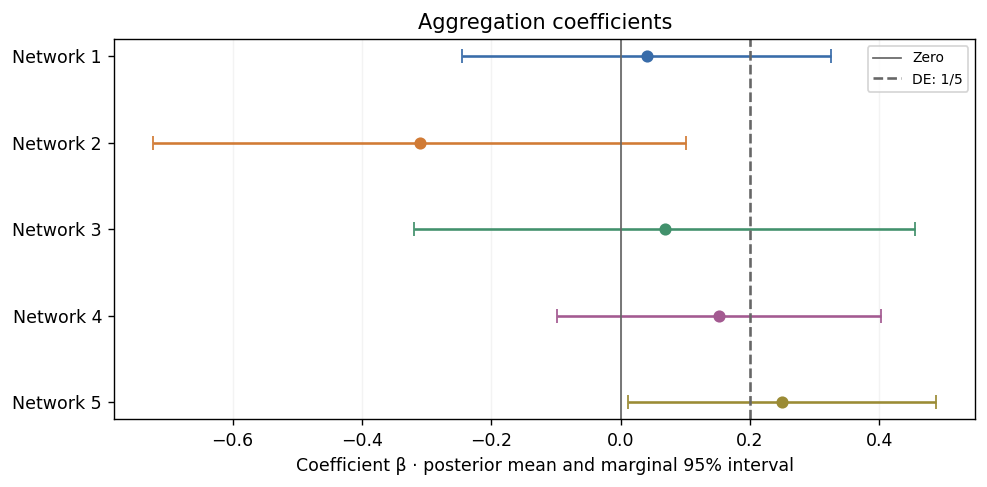 Aggregation coefficients
Network 1
Network 2
Network 3
Network 4
Network 5
Zero
DE: 1/5
−0.6 −0.4 −0.2 0.0 0.2 0.4
Coefficient β · posterior mean and marginal 95% interval